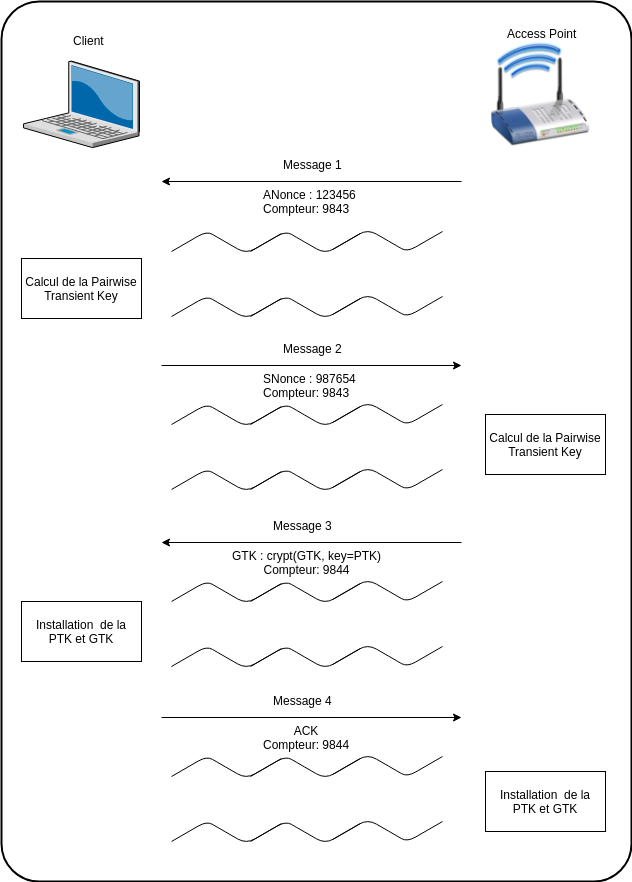 Client
Access Point
Message 1
ANonce : 123456
Compteur: 9843
Calcul de la Pairwise
Transient Key
Message 2
SNonce : 987654
Compteur: 9843
Calcul de la Pairwise
Transient Key
Message 3
GTK : crypt(GTK, key=PTK)
Compteur: 9844
Installation de la
PTK et GTK
Message 4
ACK
Compteur: 9844
Installation de la
PTK et GTK